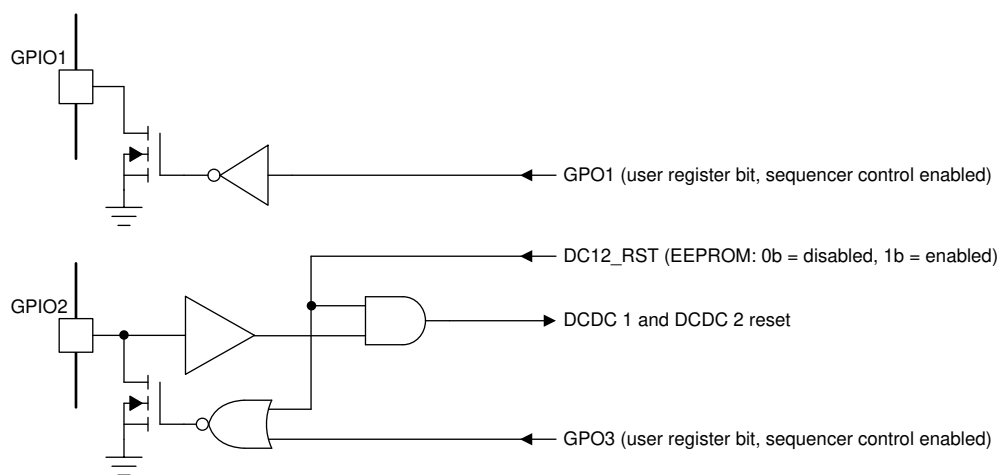 GPIO1
GPO1 (user register bit, sequencer control enabled)
DC12_RST (EEPROM: 0b = disabled, 1b = enabled)
GPIO2
DCDC 1 and DCDC 2 reset
GPO3 (user register bit, sequencer control enabled)